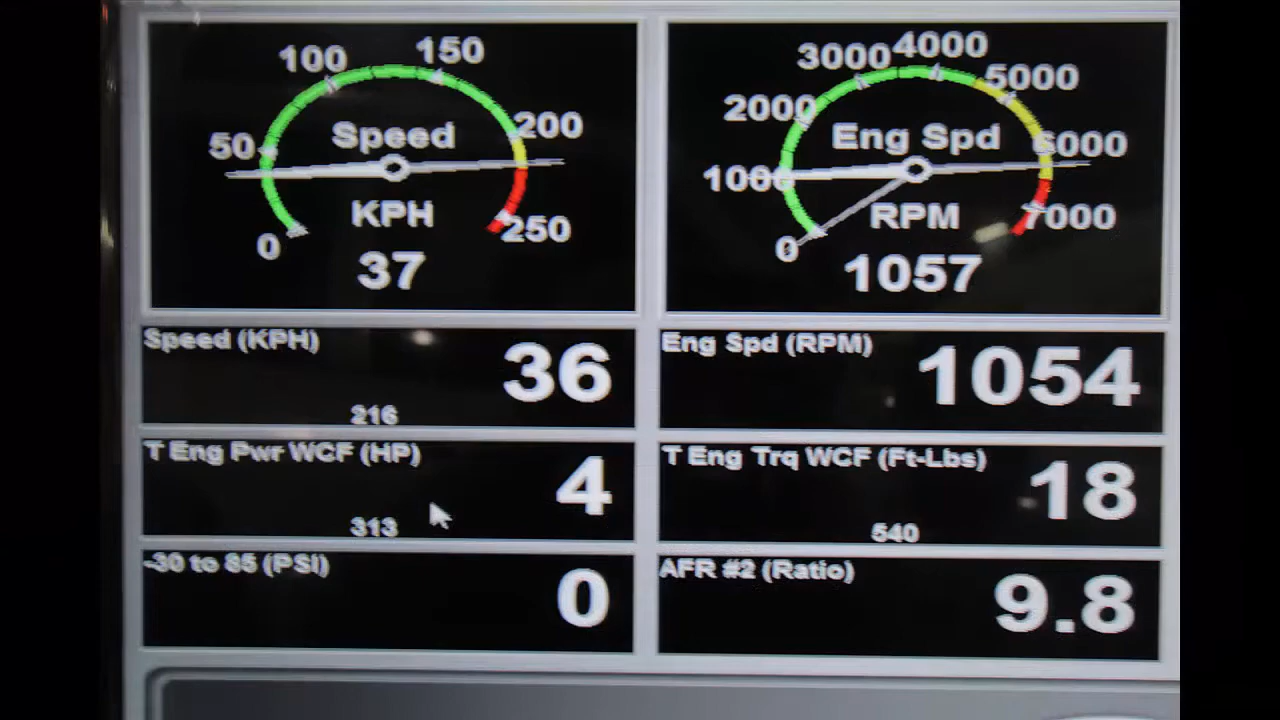 0
50
100
150
200
250
Speed
KPH
37
0
1000
2000
3000
4000
5000
6000
7000
Eng Spd
RPM
1057
Speed (KPH)
36
216
Eng Spd (RPM)
1054
T Eng Pwr WCF (HP)
4
313
T Eng Trq WCF (Ft-Lbs)
18
540
-30 to 85 (PSI)
0
AFR #2 (Ratio)
9.8